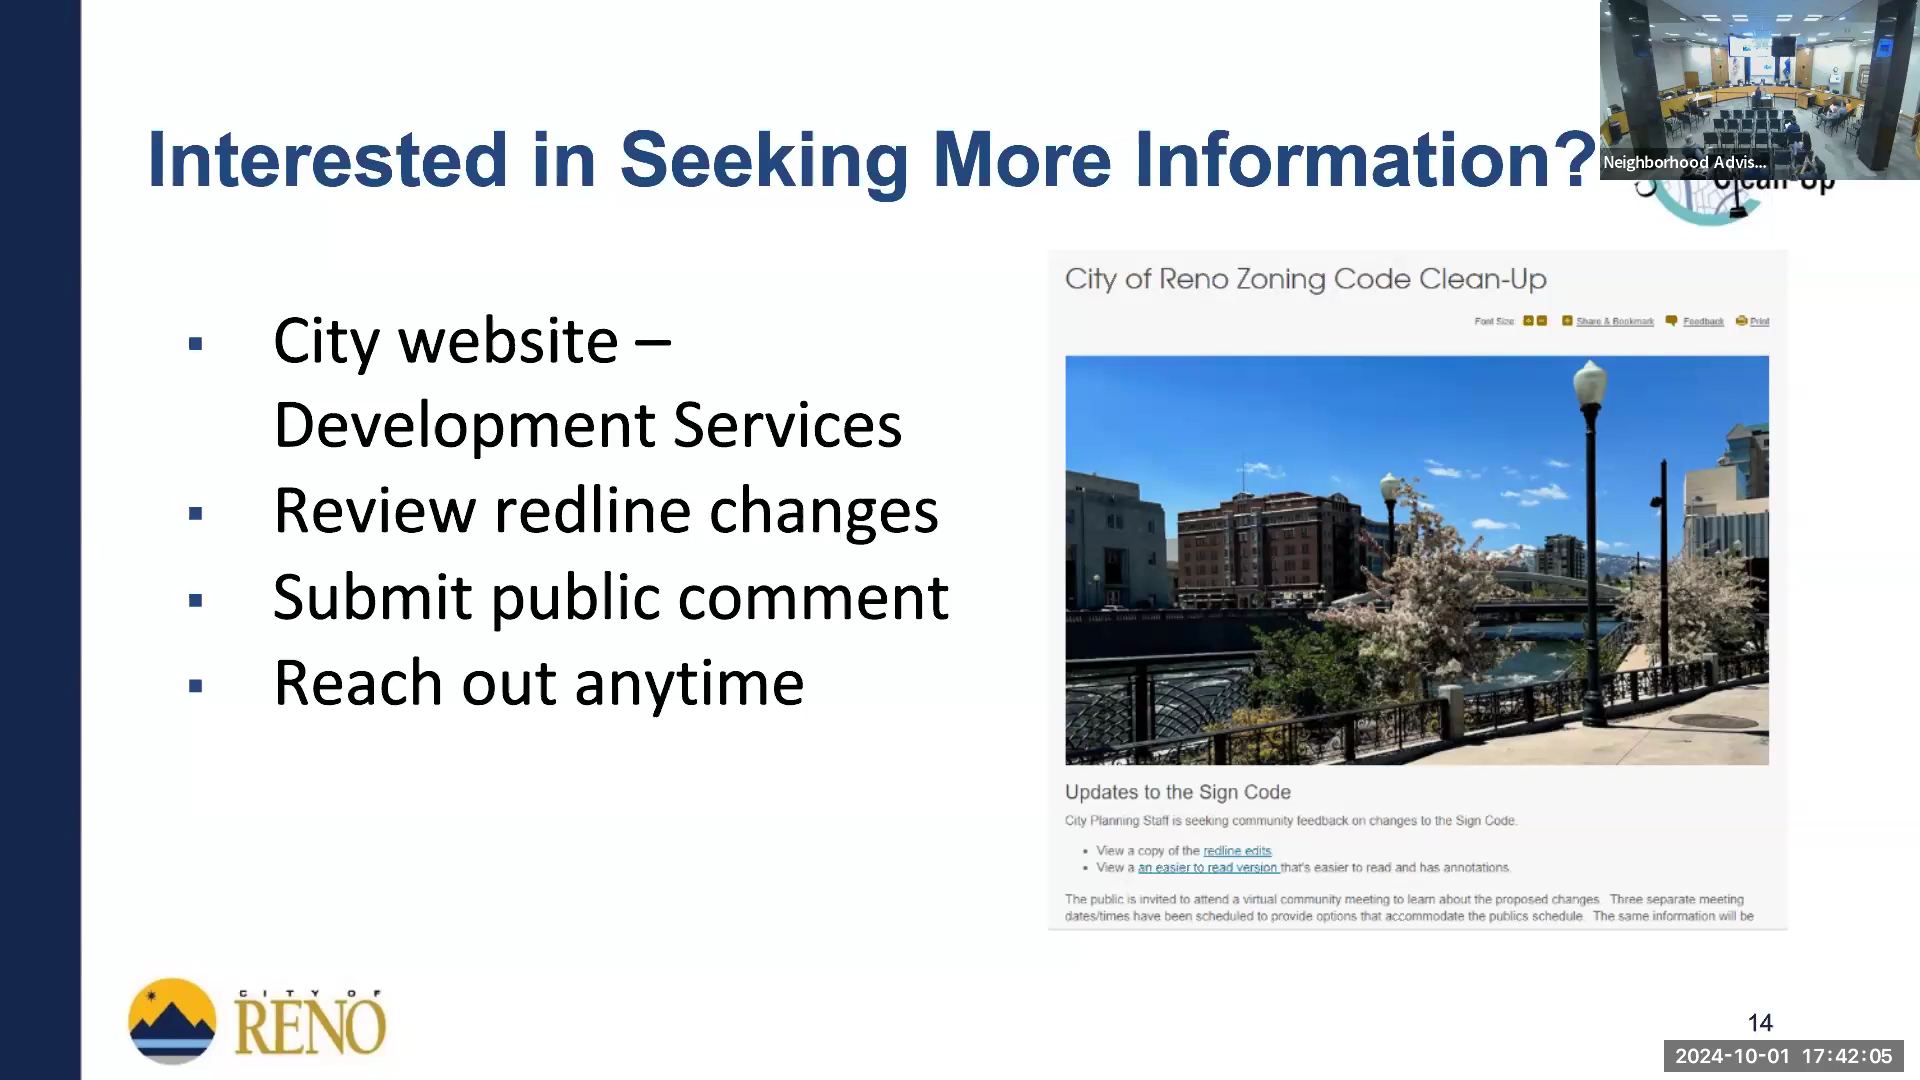 Interested in Seeking More Information?
Neighborhood Advis...
Clean-Up
▪ City website –
Development Services
▪ Review redline changes
▪ Submit public comment
▪ Reach out anytime
City of Reno Zoning Code Clean-Up
Font Size: Share & Bookmark Feedback Print
Updates to the Sign Code
City Planning Staff is seeking community feedback on changes to the Sign Code.
• View a copy of the redline edits
• View a an easier to read version that's easier to read and has annotations.
The public is invited to attend a virtual community meeting to learn about the proposed changes. Three separate meeting
dates/times have been scheduled to provide options that accommodate the publics schedule. The same information will be
CITY OF
RENO
14
2024-10-01 17:42:05